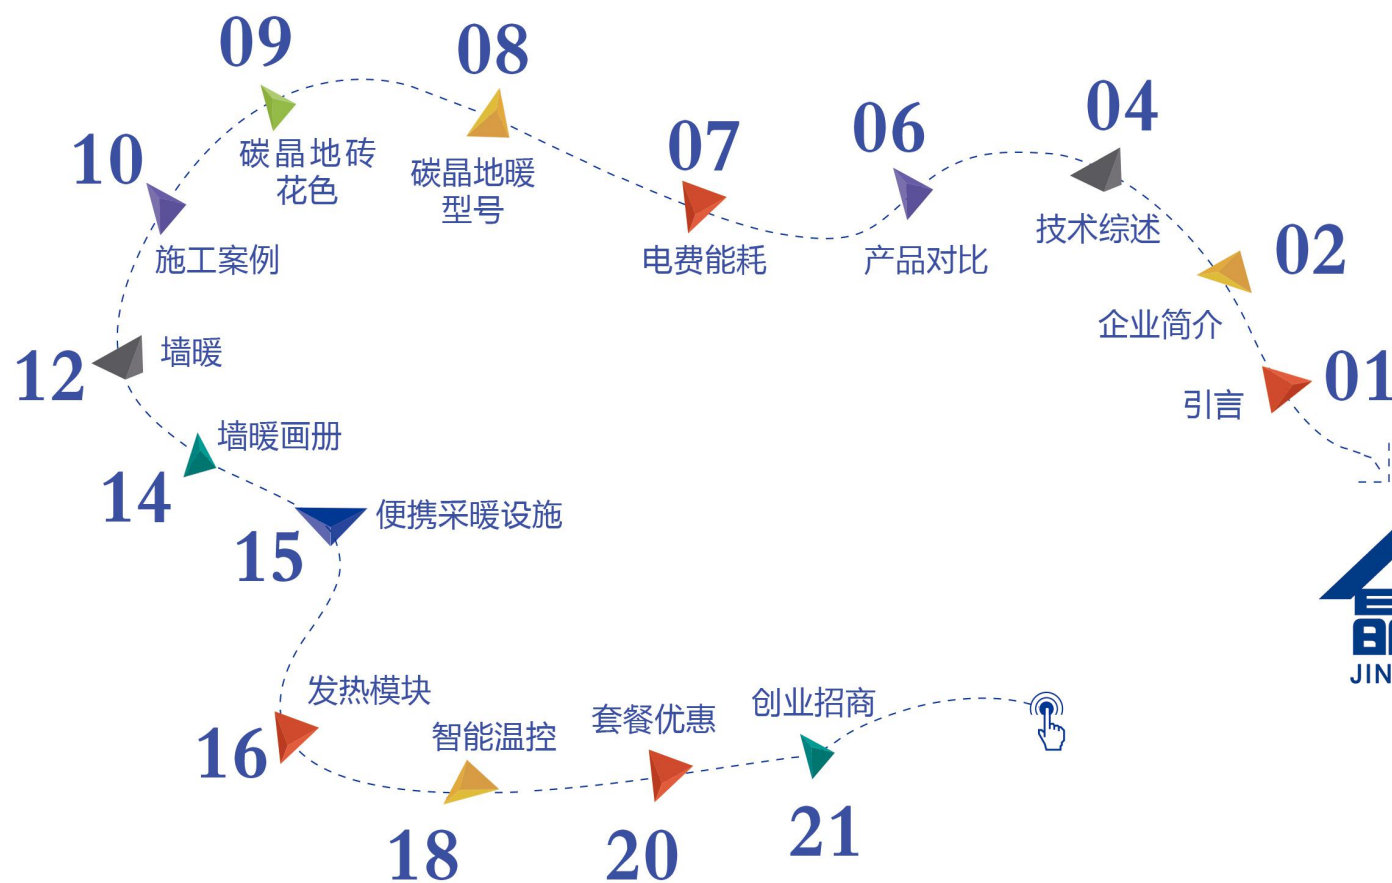 01
引言
02
企业简介
04
技术综述
06
产品对比
07
电费能耗
08
碳晶地暖
型号
09
碳晶地砖
花色
10
施工案例
12
墙暖
14
墙暖画册
15
便携采暖设施
16
发热模块
18
智能温控
20
套餐优惠
21
创业招商
JIN